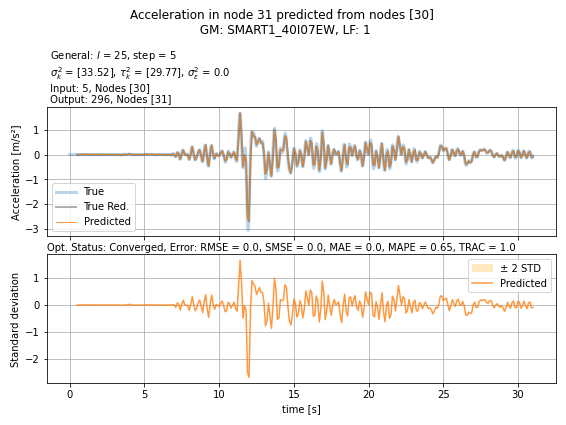 Acceleration in node 31 predicted from nodes [30]
GM: SMART1_40I07EW, LF: 1
General: l = 25, step = 5
σ²ₖ = [33.52], τ²ₖ = [29.77], σ²_ε = 0.0
Input: 5, Nodes [30]
Output: 296, Nodes [31]
Acceleration [m/s²]
1
0
−1
−2
−3
True
True Red.
Predicted
Opt. Status: Converged, Error: RMSE = 0.0, SMSE = 0.0, MAE = 0.0, MAPE = 0.65, TRAC = 1.0
Standard deviation
1
0
−1
−2
± 2 STD
Predicted
0 5 10 15 20 25 30
time [s]